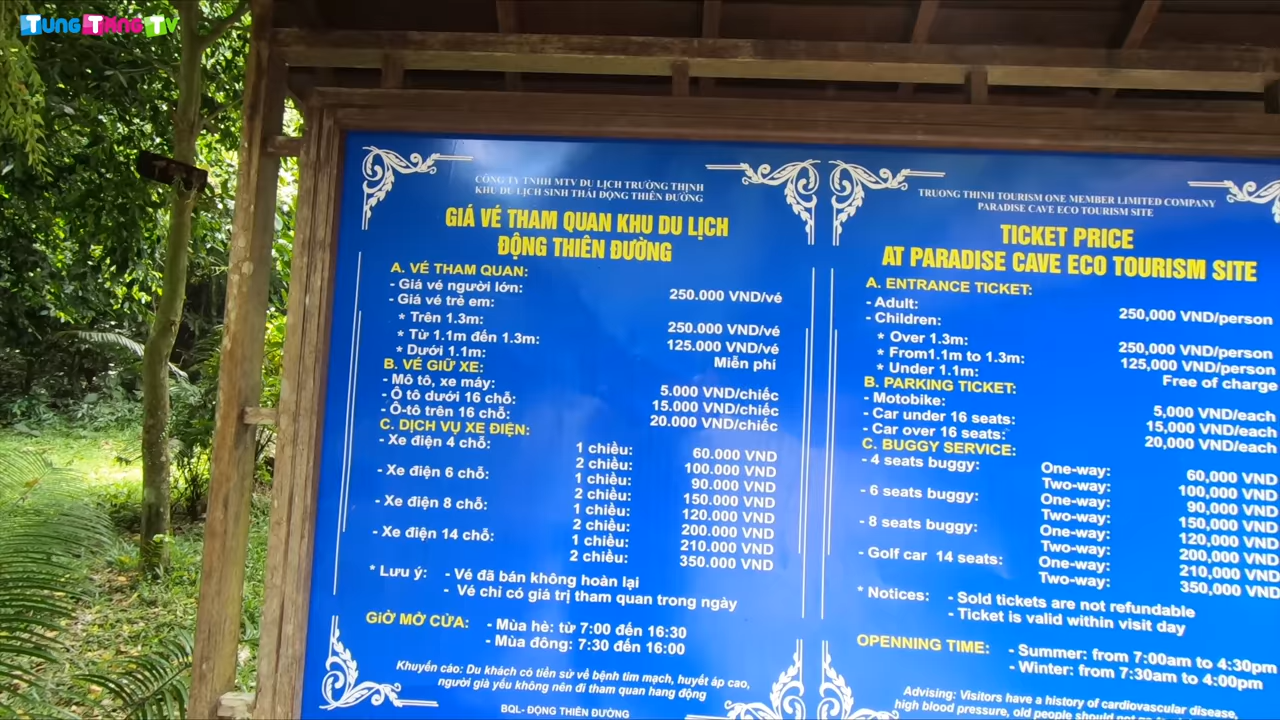 TUNG TĂNG TV
CÔNG TY TNHH MTV DU LỊCH TRƯỜNG THỊNH
KHU DU LỊCH SINH THÁI ĐỘNG THIÊN ĐƯỜNG
GIÁ VÉ THAM QUAN KHU DU LỊCH
ĐỘNG THIÊN ĐƯỜNG
A. VÉ THAM QUAN:
- Giá vé người lớn: 250.000 VND/vé
- Giá vé trẻ em:
* Trên 1.3m: 250.000 VND/vé
* Từ 1.1m đến 1.3m: 125.000 VND/vé
* Dưới 1.1m: Miễn phí
B. VÉ GIỮ XE:
- Mô tô, xe máy: 5.000 VND/chiếc
- Ô tô dưới 16 chỗ: 15.000 VND/chiếc
- Ô-tô trên 16 chỗ: 20.000 VND/chiếc
C. DỊCH VỤ XE ĐIỆN:
- Xe điện 4 chỗ: 1 chiều: 60.000 VND
2 chiều: 100.000 VND
- Xe điện 6 chỗ: 1 chiều: 90.000 VND
2 chiều: 150.000 VND
- Xe điện 8 chỗ: 1 chiều: 120.000 VND
2 chiều: 200.000 VND
- Xe điện 14 chỗ: 1 chiều: 210.000 VND
2 chiều: 350.000 VND
* Lưu ý: - Vé đã bán không hoàn lại
- Vé chỉ có giá trị tham quan trong ngày
GIỜ MỞ CỬA: - Mùa hè: từ 7:00 đến 16:30
- Mùa đông: 7:30 đến 16:00
Khuyến cáo: Du khách có tiền sử về bệnh tim mạch, huyết áp cao,
người già yếu không nên đi tham quan hang động
BQL- ĐỘNG THIÊN ĐƯỜNG
TRUONG THINH TOURISM ONE MEMBER LIMITED COMPANY
PARADISE CAVE ECO TOURISM SITE
TICKET PRICE
AT PARADISE CAVE ECO TOURISM SITE
A. ENTRANCE TICKET:
- Adult: 250,000 VND/person
- Children:
* Over 1.3m: 250,000 VND/person
* From1.1m to 1.3m: 125,000 VND/person
* Under 1.1m: Free of charge
B. PARKING TICKET:
- Motobike: 5,000 VND/each
- Car under 16 seats: 15,000 VND/each
- Car over 16 seats: 20,000 VND/each
C. BUGGY SERVICE:
- 4 seats buggy: One-way: 60,000 VND
Two-way: 100,000 VND
- 6 seats buggy: One-way: 90,000 VND
Two-way: 150,000 VND
- 8 seats buggy: One-way: 120,000 VND
Two-way: 200,000 VND
- Golf car 14 seats: One-way: 210,000 VND
Two-way: 350,000 VND
* Notices: - Sold tickets are not refundable
- Ticket is valid within visit day
OPENNING TIME: - Summer: from 7:00am to 4:30pm
- Winter: from 7:30am to 4:00pm
Advising: Visitors have a history of cardiovascular disease,
high blood pressure, old people should not